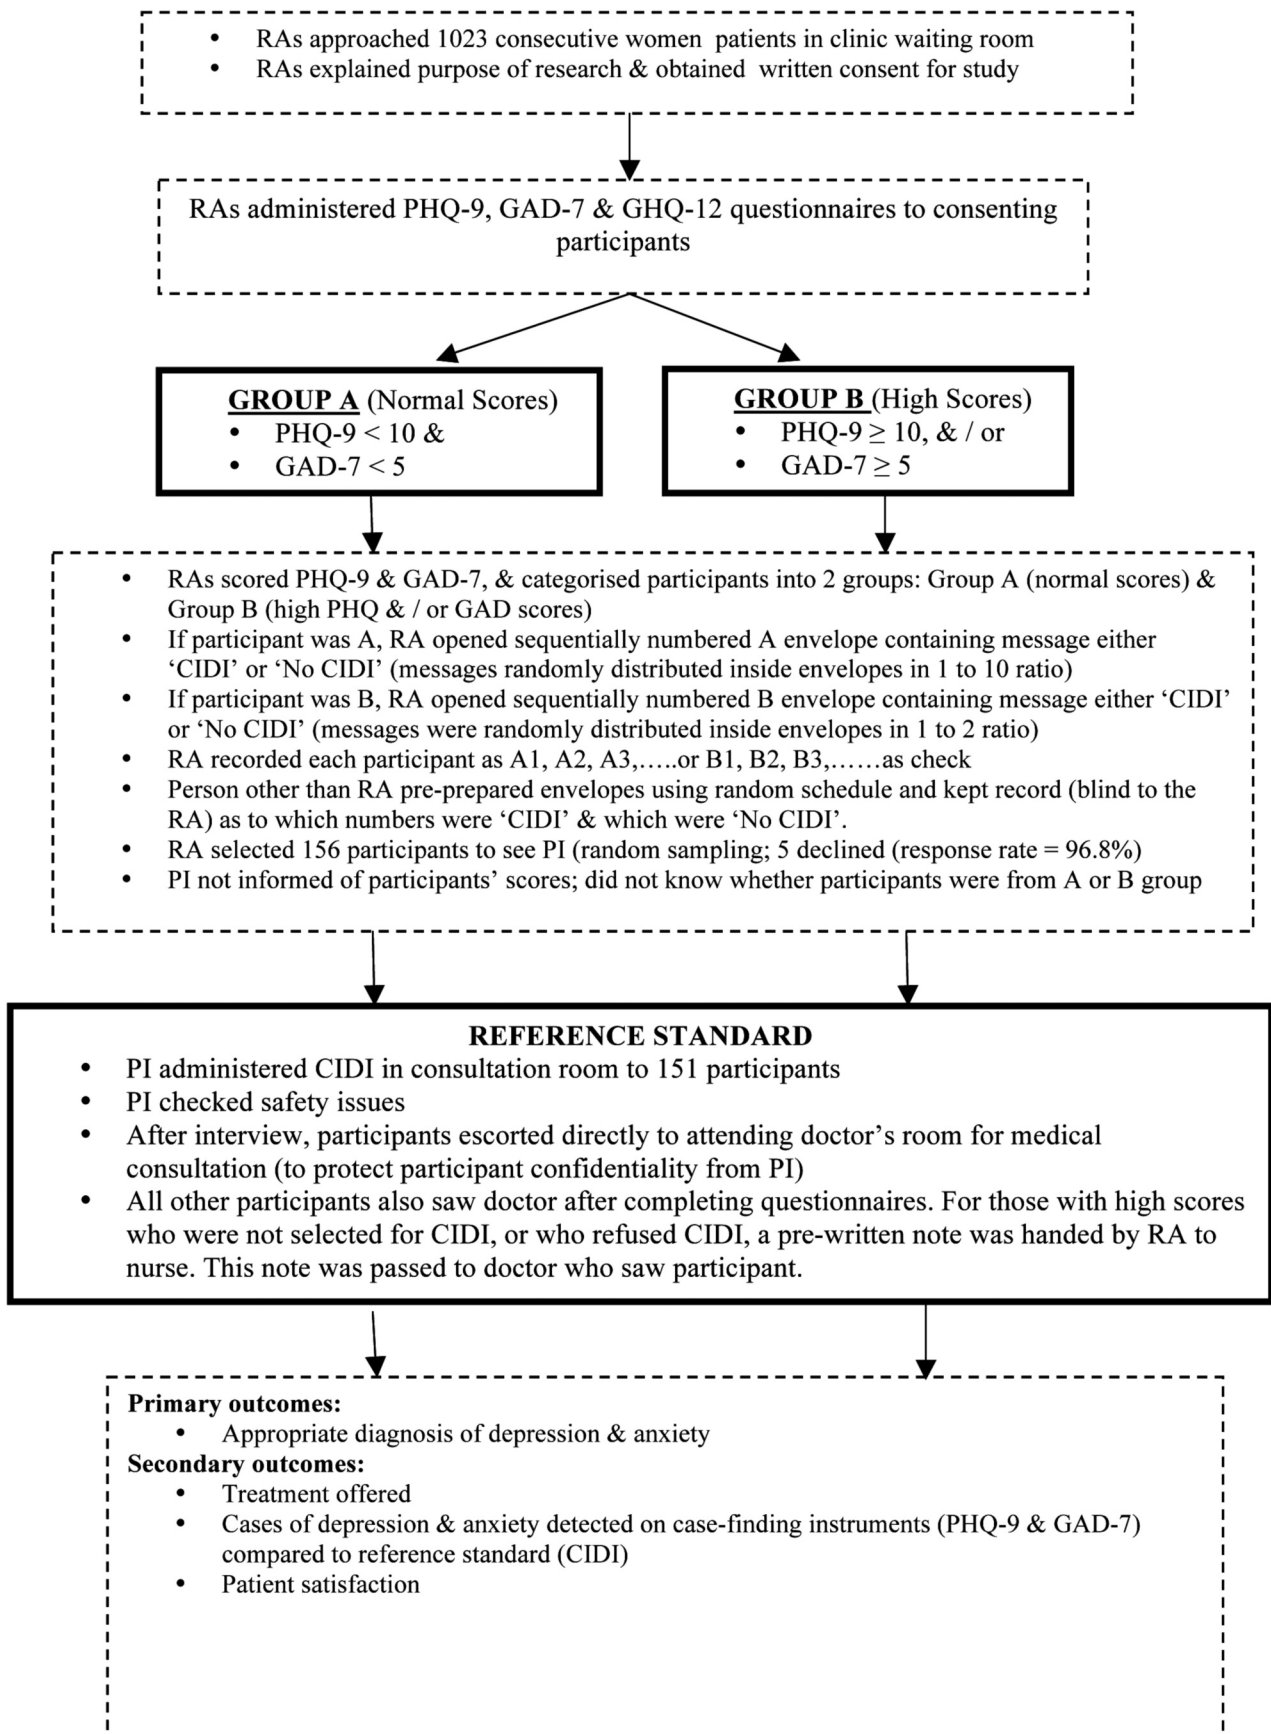 • RAs approached 1023 consecutive women patients in clinic waiting room
• RAs explained purpose of research & obtained written consent for study
RAs administered PHQ-9, GAD-7 & GHQ-12 questionnaires to consenting
participants
GROUP A (Normal Scores)
• PHQ-9 < 10 &
• GAD-7 < 5
GROUP B (High Scores)
• PHQ-9 ≥ 10, & / or
• GAD-7 ≥ 5
• RAs scored PHQ-9 & GAD-7, & categorised participants into 2 groups: Group A (normal scores) &
Group B (high PHQ & / or GAD scores)
• If participant was A, RA opened sequentially numbered A envelope containing message either
‘CIDI’ or ‘No CIDI’ (messages randomly distributed inside envelopes in 1 to 10 ratio)
• If participant was B, RA opened sequentially numbered B envelope containing message either ‘CIDI’
or ‘No CIDI’ (messages were randomly distributed inside envelopes in 1 to 2 ratio)
• RA recorded each participant as A1, A2, A3,…..or B1, B2, B3,……as check
• Person other than RA pre-prepared envelopes using random schedule and kept record (blind to the
RA) as to which numbers were ‘CIDI’ & which were ‘No CIDI’.
• RA selected 156 participants to see PI (random sampling; 5 declined (response rate = 96.8%)
• PI not informed of participants’ scores; did not know whether participants were from A or B group
REFERENCE STANDARD
• PI administered CIDI in consultation room to 151 participants
• PI checked safety issues
• After interview, participants escorted directly to attending doctor’s room for medical
consultation (to protect participant confidentiality from PI)
• All other participants also saw doctor after completing questionnaires. For those with high scores
who were not selected for CIDI, or who refused CIDI, a pre-written note was handed by RA to
nurse. This note was passed to doctor who saw participant.
Primary outcomes:
• Appropriate diagnosis of depression & anxiety
Secondary outcomes:
• Treatment offered
• Cases of depression & anxiety detected on case-finding instruments (PHQ-9 & GAD-7)
compared to reference standard (CIDI)
• Patient satisfaction